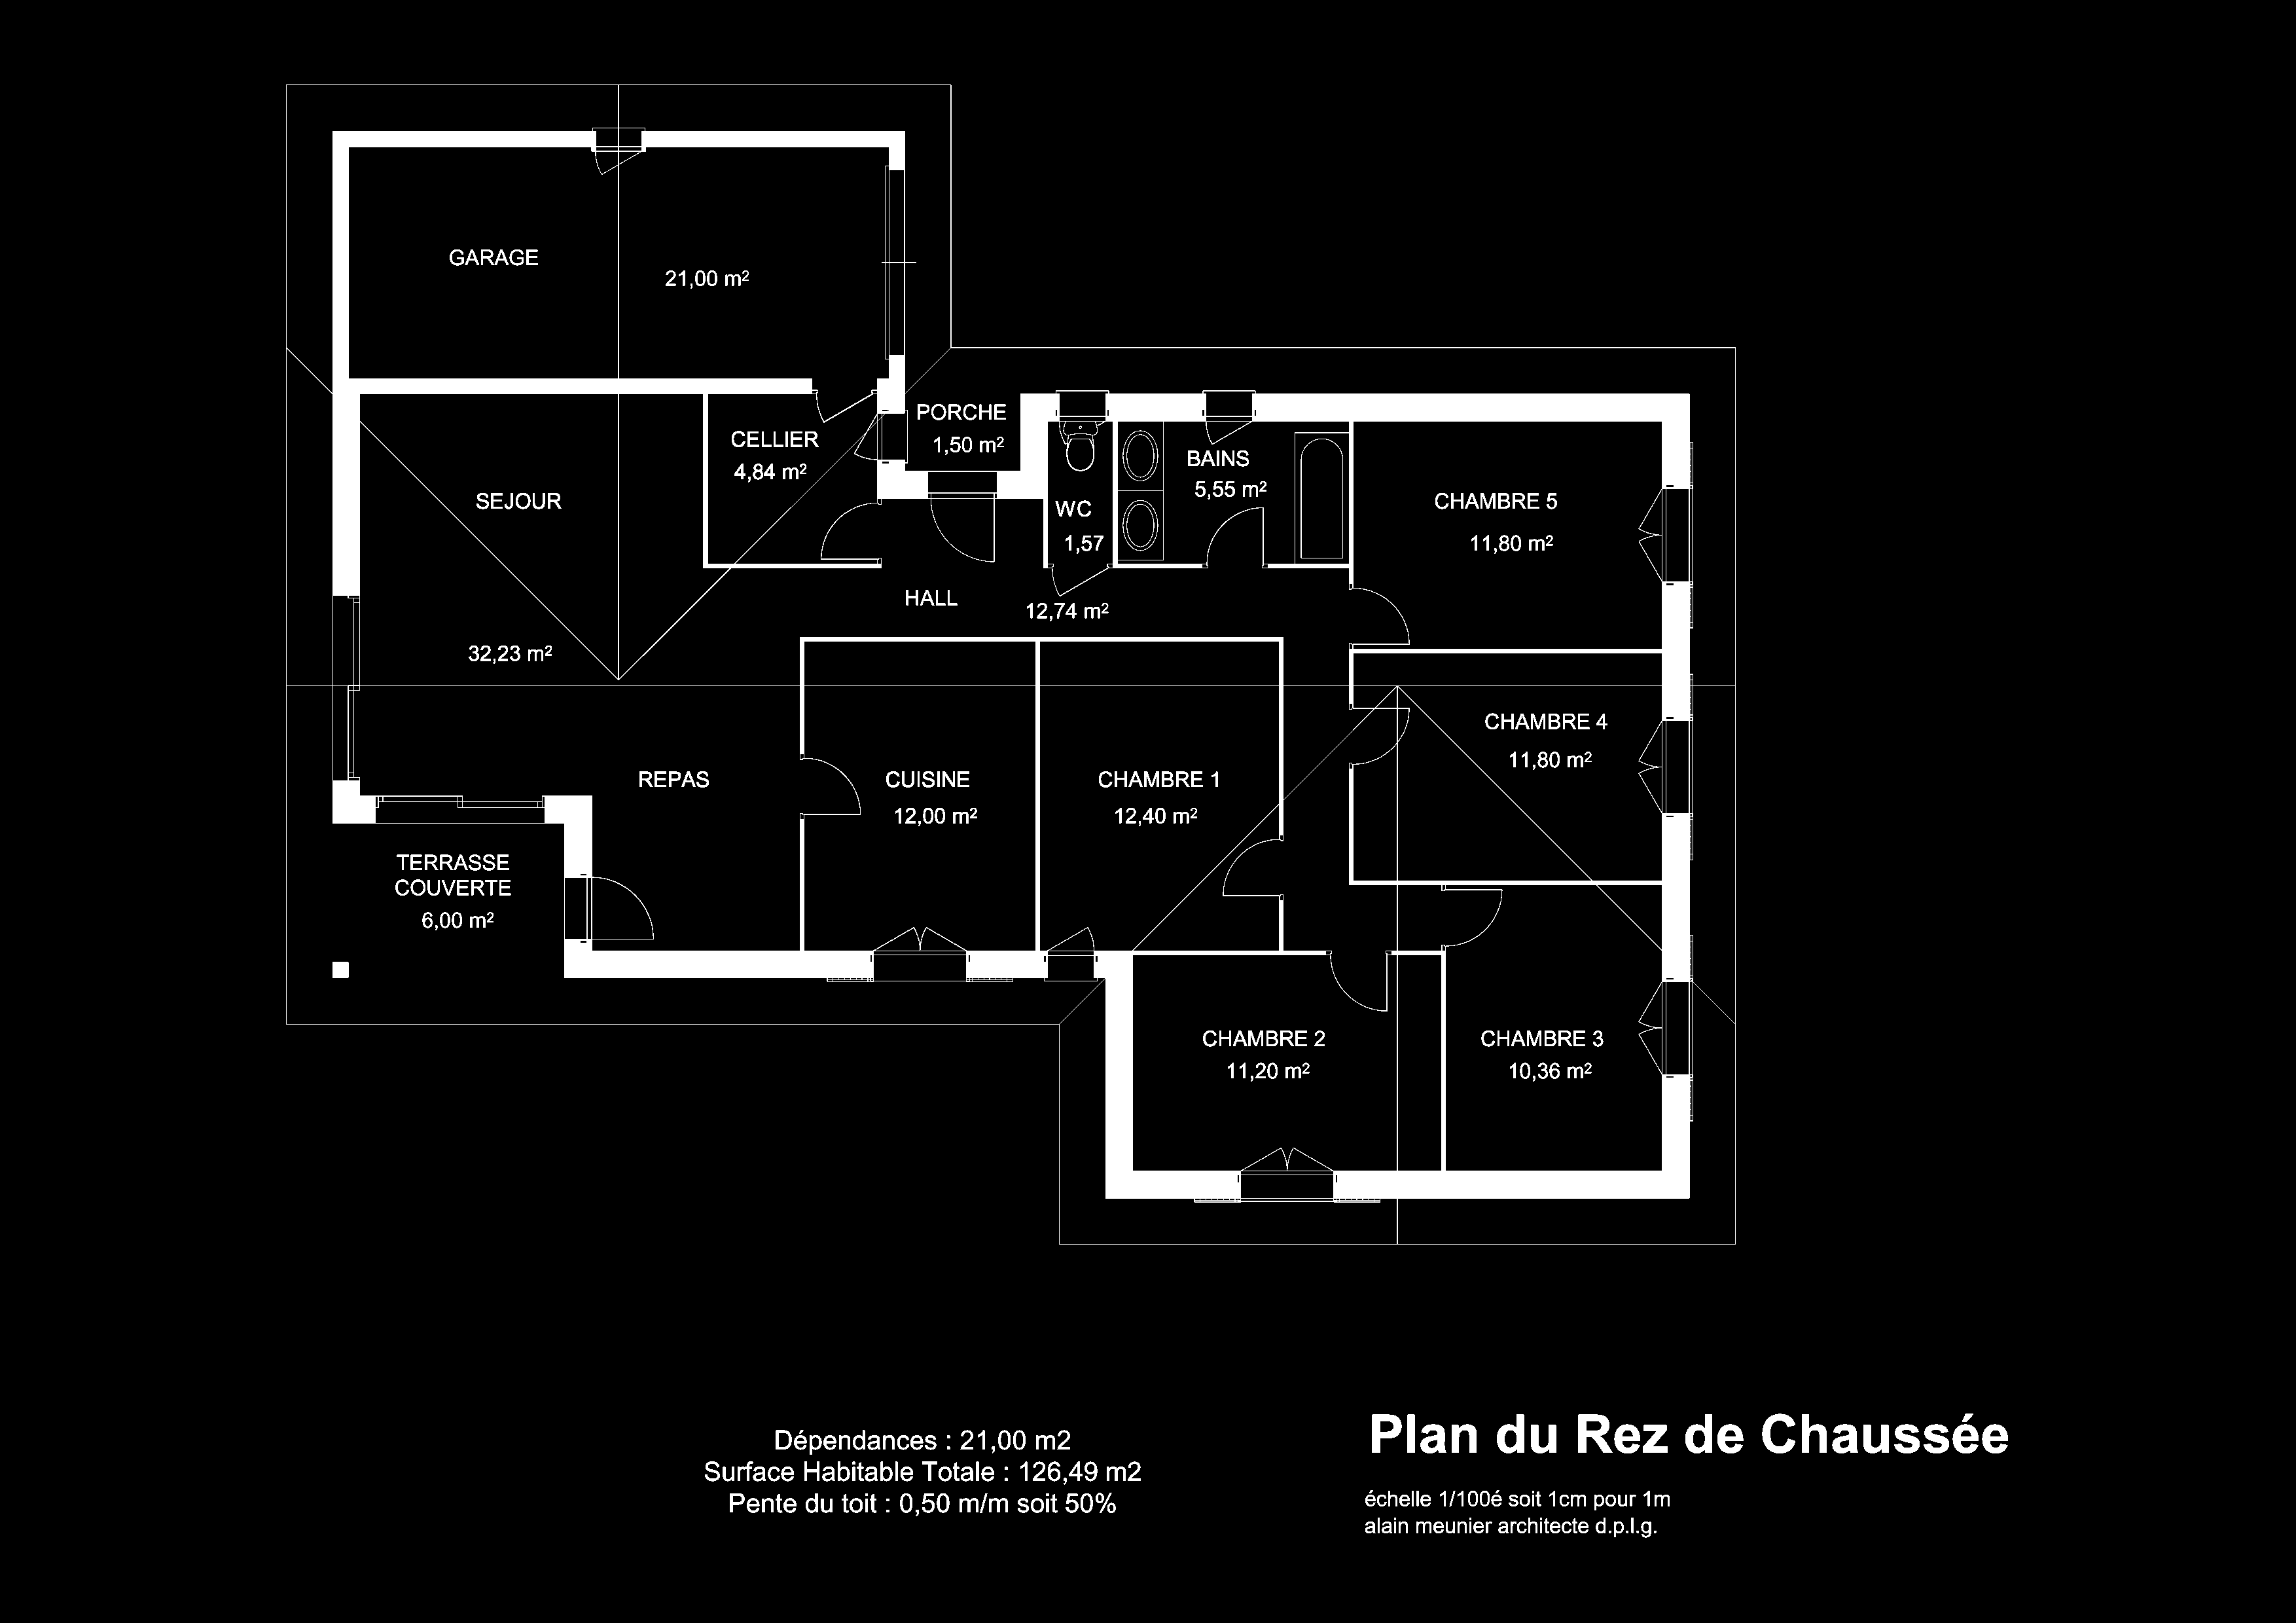 GARAGE
21,00 m²
PORCHE
1,50 m²
CELLIER
4,84 m²
SEJOUR
32,23 m²
WC
1,57
BAINS
5,55 m²
CHAMBRE 5
11,80 m²
HALL
12,74 m²
CHAMBRE 4
11,80 m²
REPAS
CUISINE
12,00 m²
CHAMBRE 1
12,40 m²
TERRASSE
COUVERTE
6,00 m²
CHAMBRE 2
11,20 m²
CHAMBRE 3
10,36 m²
Dépendances : 21,00 m2
Surface Habitable Totale : 126,49 m2
Pente du toit : 0,50 m/m soit 50%
Plan du Rez de Chaussée
échelle 1/100é soit 1cm pour 1m
alain meunier architecte d.p.l.g.